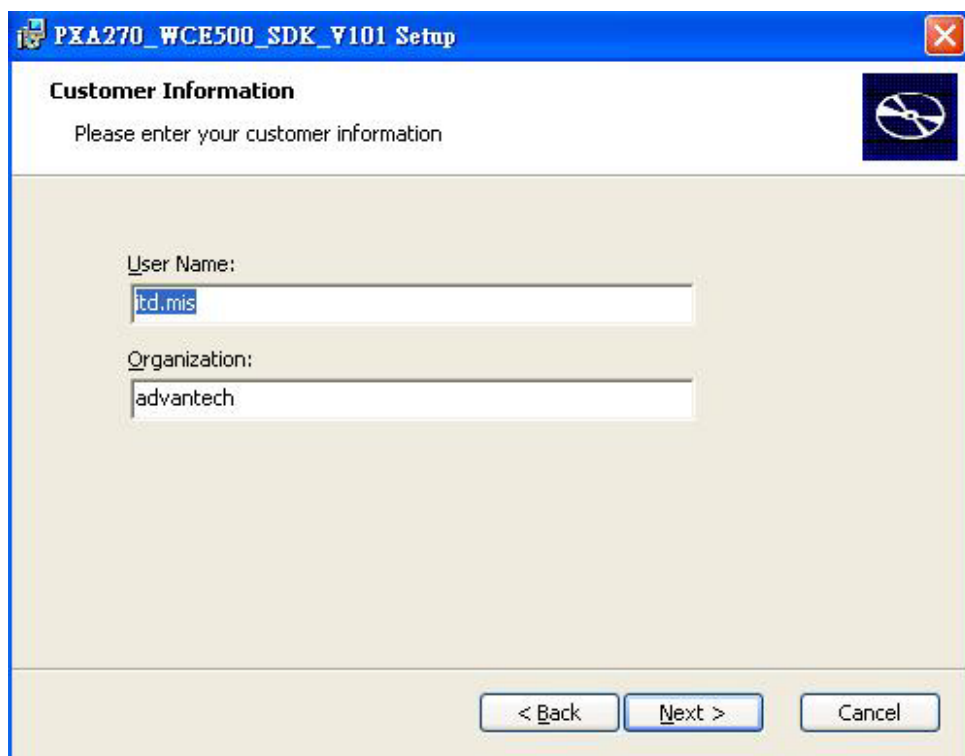 PXA270_WCE500_SDK_V101 Setup
Customer Information
Please enter your customer information
User Name:
itd.mis
Organization:
advantech
< Back Next > Cancel